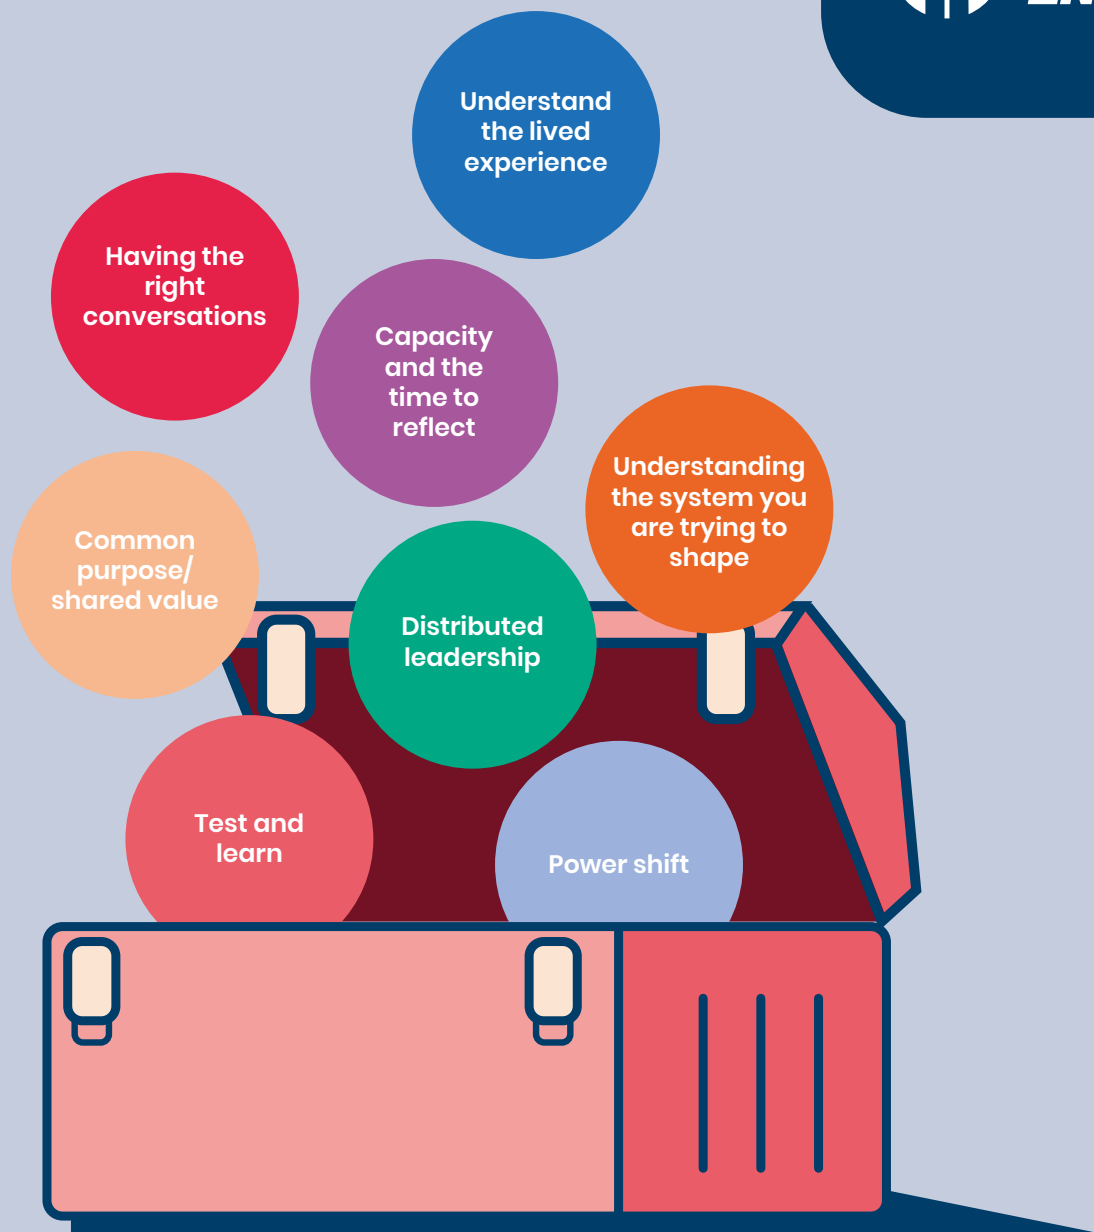 Understand
the lived
experience
Having the
right
conversations
Capacity
and the
time to
reflect
Understanding
the system you
are trying to
shape
Common
purpose/
shared value
Distributed
leadership
Test and
learn
Power shift